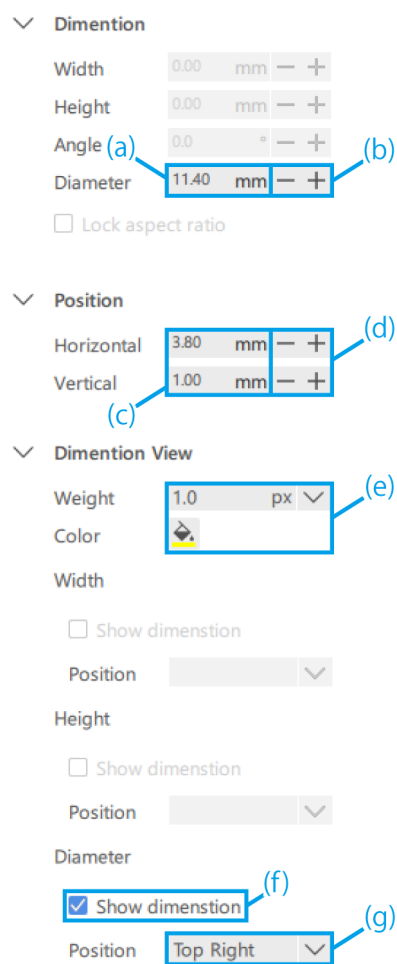 Dimention
Width 0.00 mm
Height 0.00 mm
Angle 0.0 °
(a)
(b)
Diameter 11.40 mm
Lock aspect ratio
Position
(d)
Horizontal 3.80 mm
Vertical 1.00 mm
(c)
Dimention View
(e)
Weight 1.0 px
Color
Width
Show dimenstion
Position
Height
Show dimenstion
Position
Diameter
(f)
Show dimenstion
(g)
Position Top Right